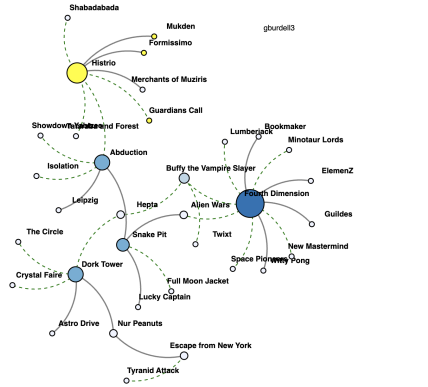 Shabadabada
Mukden
gburdell3
Formissimo
Histrio
Merchants of Muziris
Guardians Call
Bookmaker
Lumberjack
Minotaur Lords
Abduction
Isolation
Buffy the Vampire Slayer
ElemenZ
Fourth Dimension
Leipzig
Hepta
Alien Wars
Guildes
The Circle
Snake Pit
Twixt
New Mastermind
Space Pioneers
Willy Pong
Dork Tower
Crystal Faire
Full Moon Jacket
Lucky Captain
Astro Drive
Nur Peanuts
Escape from New York
Tyranid Attack